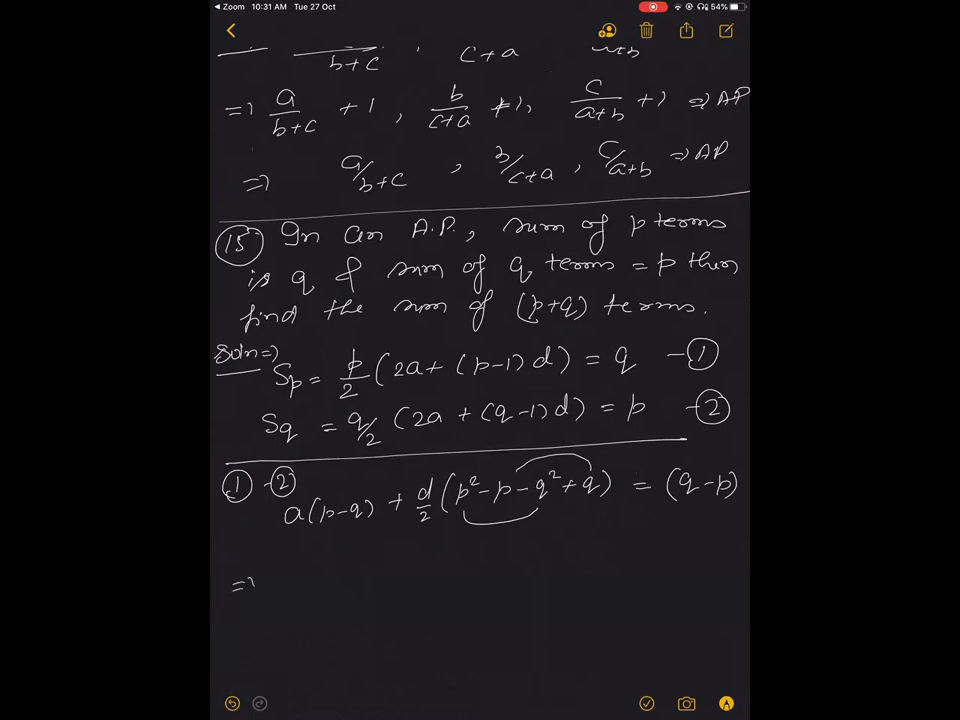 Zoom 10:31 AM Tue 27 Oct 54%
b+c c+a a+b
=> a/b+c + 1 , b/c+a + 1, c/a+b + 1 => AP
=> a/b+c , b/c+a , c/a+b => AP
15 In an A.P., sum of p terms
is q & sum of q terms = p then
find the sum of (p+q) terms.
Soln=> Sp = p/2 (2a + (p-1)d) = q -1
Sq = q/2 (2a + (q-1)d) = p -2
1 - 2 a(p-q) + d/2 (p²-p-q²+q) = (q-p)
=>